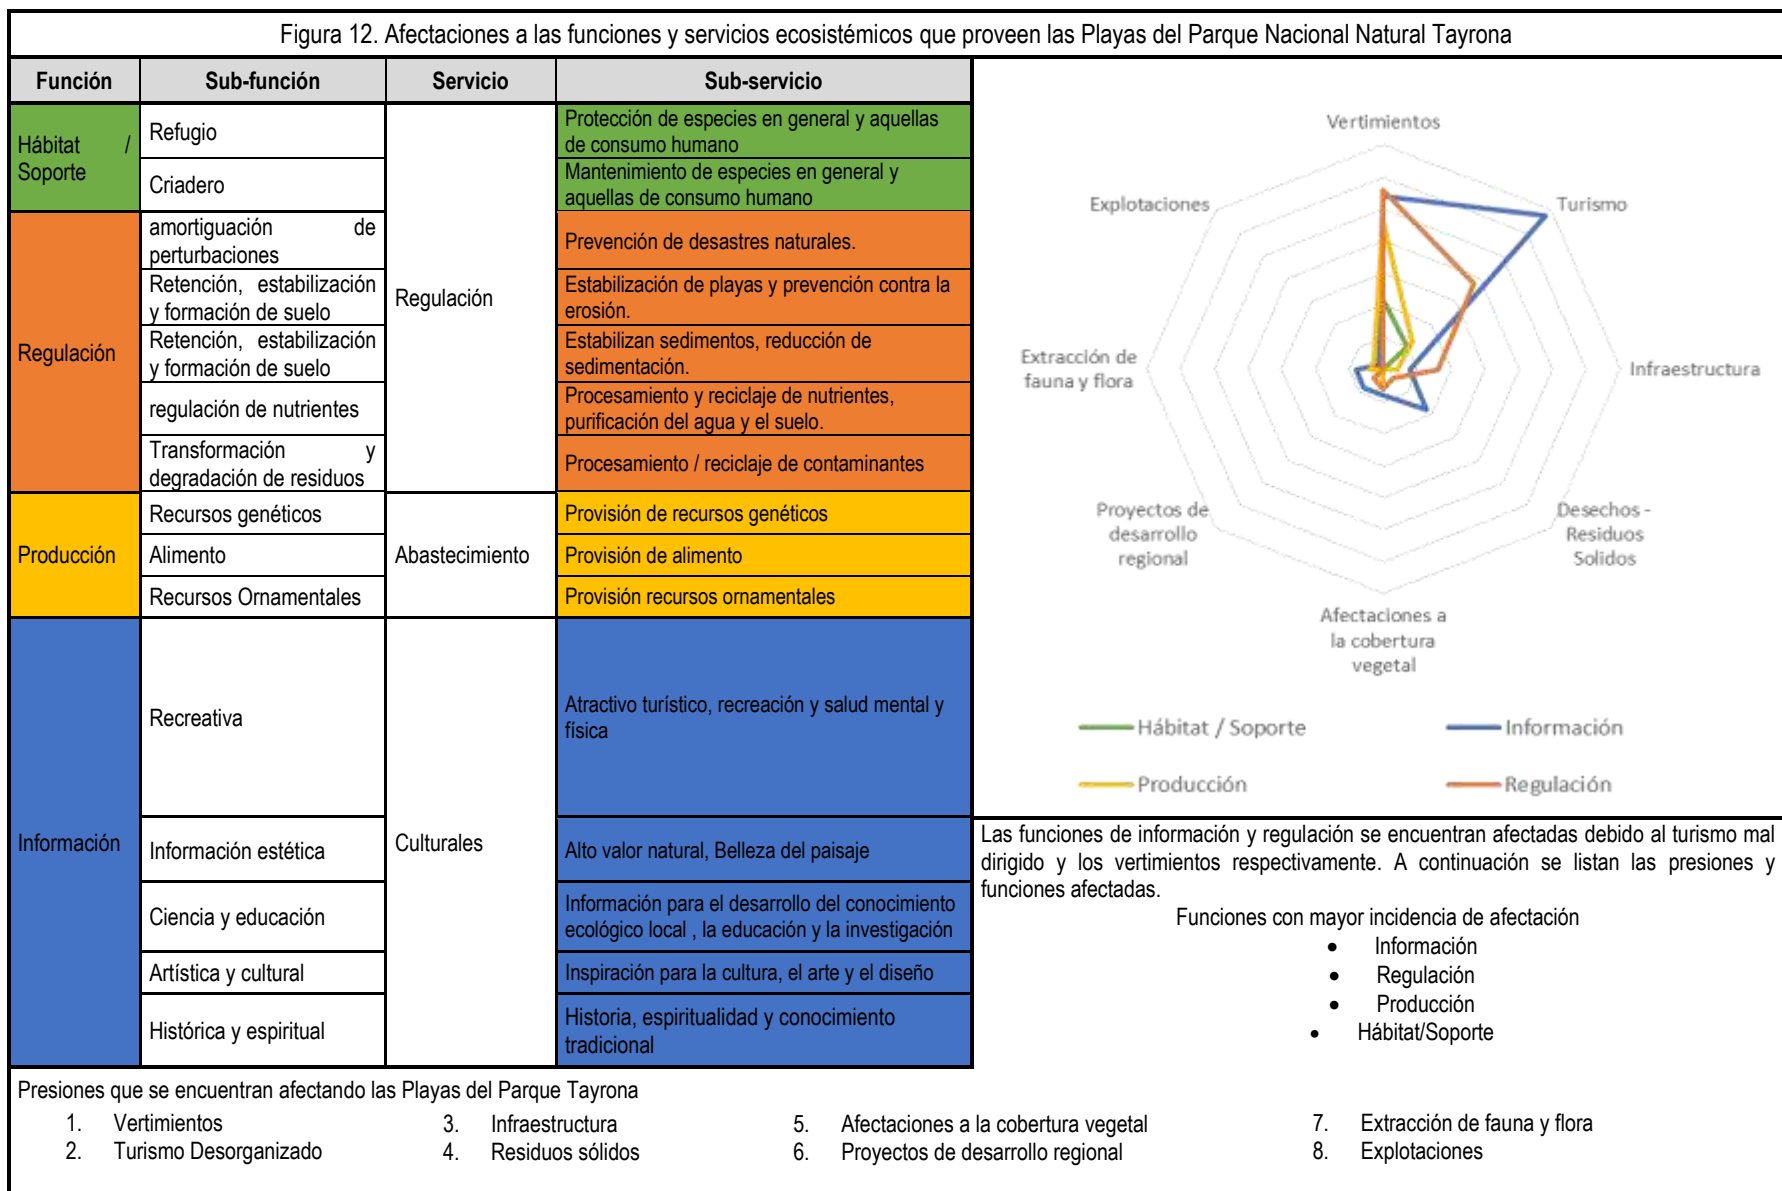 Figura 12. Afectaciones a las funciones y servicios ecosistémicos que proveen las Playas del Parque Nacional Natural Tayrona
Función
Sub-función
Servicio
Sub-servicio
Hábitat /
Soporte
Refugio
Regulación
Protección de especies en general y aquellas
de consumo humano
Criadero
Mantenimiento de especies en general y
aquellas de consumo humano
Regulación
amortiguación de
perturbaciones
Prevención de desastres naturales.
Retención, estabilización
y formación de suelo
Estabilización de playas y prevención contra la
erosión.
Retención, estabilización
y formación de suelo
Estabilizan sedimentos, reducción de
sedimentación.
regulación de nutrientes
Procesamiento y reciclaje de nutrientes,
purificación del agua y el suelo.
Transformación y
degradación de residuos
Procesamiento / reciclaje de contaminantes
Producción
Recursos genéticos
Abastecimiento
Provisión de recursos genéticos
Alimento
Provisión de alimento
Recursos Ornamentales
Provisión recursos ornamentales
Información
Recreativa
Culturales
Atractivo turístico, recreación y salud mental y
física
Información estética
Alto valor natural, Belleza del paisaje
Ciencia y educación
Información para el desarrollo del conocimiento
ecológico local , la educación y la investigación
Artística y cultural
Inspiración para la cultura, el arte y el diseño
Histórica y espiritual
Historia, espiritualidad y conocimiento
tradicional
Vertimientos
Turismo
Infraestructura
Desechos -
Residuos
Solidos
Afectaciones a
la cobertura
vegetal
Proyectos de
desarrollo
regional
Extracción de
fauna y flora
Explotaciones
Hábitat / Soporte
Información
Producción
Regulación
Las funciones de información y regulación se encuentran afectadas debido al turismo mal
dirigido y los vertimientos respectivamente. A continuación se listan las presiones y
funciones afectadas.
Funciones con mayor incidencia de afectación
• Información
• Regulación
• Producción
• Hábitat/Soporte
Presiones que se encuentran afectando las Playas del Parque Tayrona
1. Vertimientos
2. Turismo Desorganizado
3. Infraestructura
4. Residuos sólidos
5. Afectaciones a la cobertura vegetal
6. Proyectos de desarrollo regional
7. Extracción de fauna y flora
8. Explotaciones